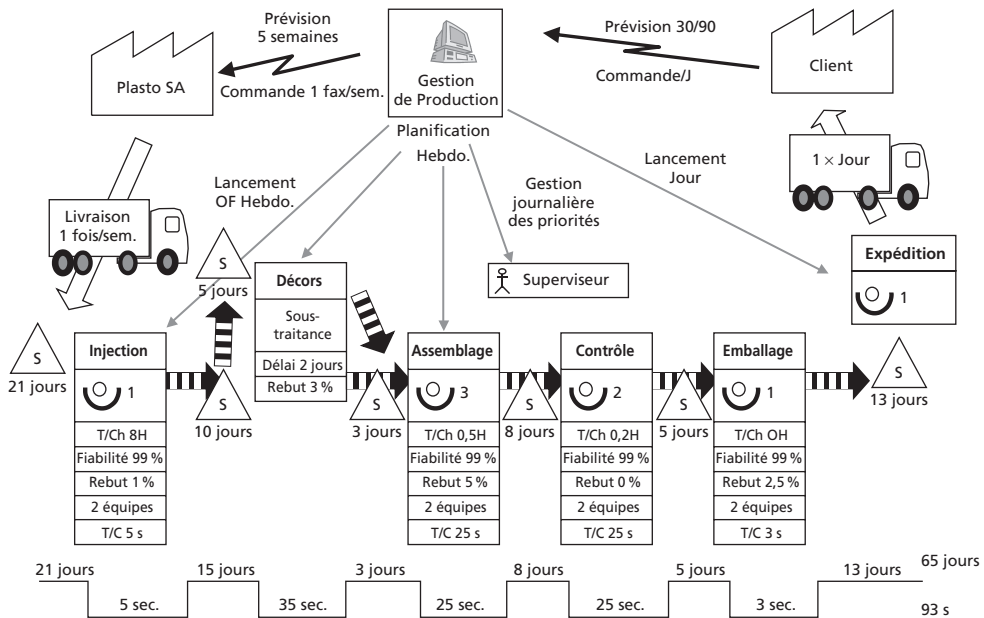 Prévision
5 semaines
Plasto SA
Commande 1 fax/sem.
Gestion
de Production
Prévision 30/90
Commande/J
Client
Planification
Hebdo.
Lancement
OF Hebdo.
Gestion
journalière
des priorités
Lancement
Jour
1 × Jour
Livraison
1 fois/sem.
S
5 jours
Décors
Sous-
traitance
Délai 2 jours
Rebut 3 %
Superviseur
Expédition
1
S
21 jours
Injection
1
T/Ch 8H
Fiabilité 99 %
Rebut 1 %
2 équipes
T/C 5 s
S
10 jours
S
3 jours
Assemblage
3
T/Ch 0,5H
Fiabilité 99 %
Rebut 5 %
2 équipes
T/C 25 s
S
8 jours
Contrôle
2
T/Ch 0,2H
Fiabilité 99 %
Rebut 0 %
2 équipes
T/C 25 s
S
5 jours
Emballage
1
T/Ch OH
Fiabilité 99 %
Rebut 2,5 %
2 équipes
T/C 3 s
S
13 jours
21 jours
15 jours
3 jours
8 jours
5 jours
13 jours
65 jours
5 sec.
35 sec.
25 sec.
25 sec.
3 sec.
93 s